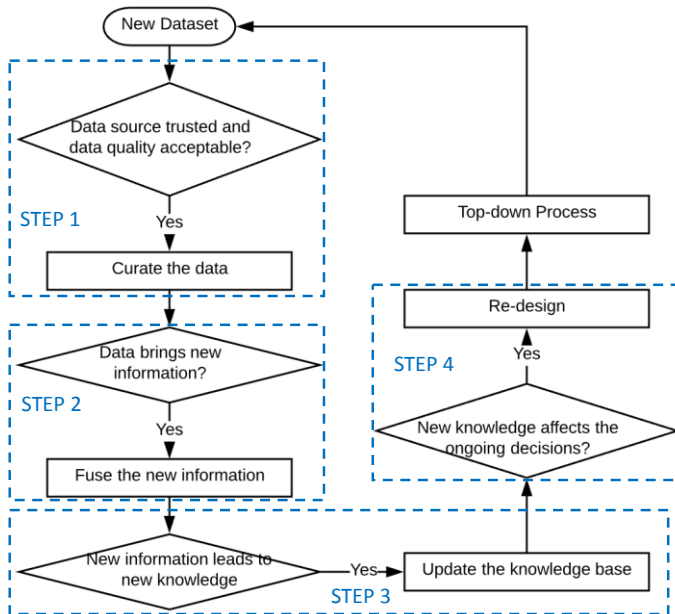 New Dataset
Data source trusted and
data quality acceptable?
STEP 1
Yes
Curate the data
Data brings new
information?
STEP 2
Yes
Fuse the new information
New information leads to
new knowledge
Yes
STEP 3
Update the knowledge base
New knowledge affects the
ongoing decisions?
STEP 4
Yes
Re-design
Top-down Process